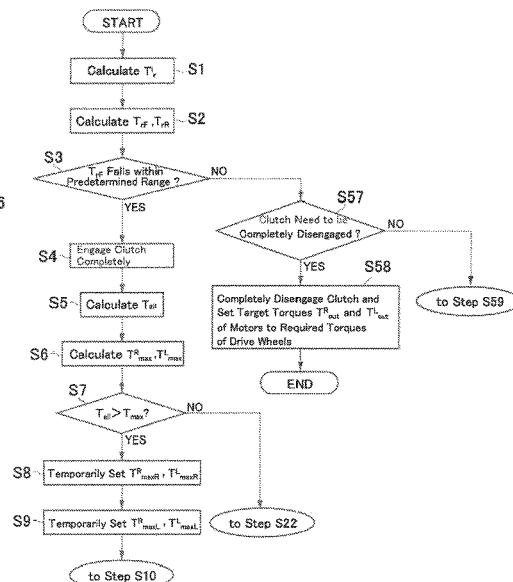 START
Calculate Tⁱr
S1
Calculate TrF ,TrR
S2
S3
TrF Falls within
Predetermined Range ?
NO
YES
6
S57
Clutch Need to be
Completely Disengaged ?
NO
YES
S4
Engage Clutch
Completely
S58
Completely Disengage Clutch and
Set Target Torques TRout and TLout
of Motors to Required Torques
of Drive Wheels
to Step S59
S5
Calculate Tall
END
S6
Calculate TRmax ,TLmax
S7
Tall > Tmax?
NO
YES
S8
Temporarily Set TRmaxR , TLmaxR
S9
Temporarily Set TRmaxL , TLmaxL
to Step S22
to Step S10